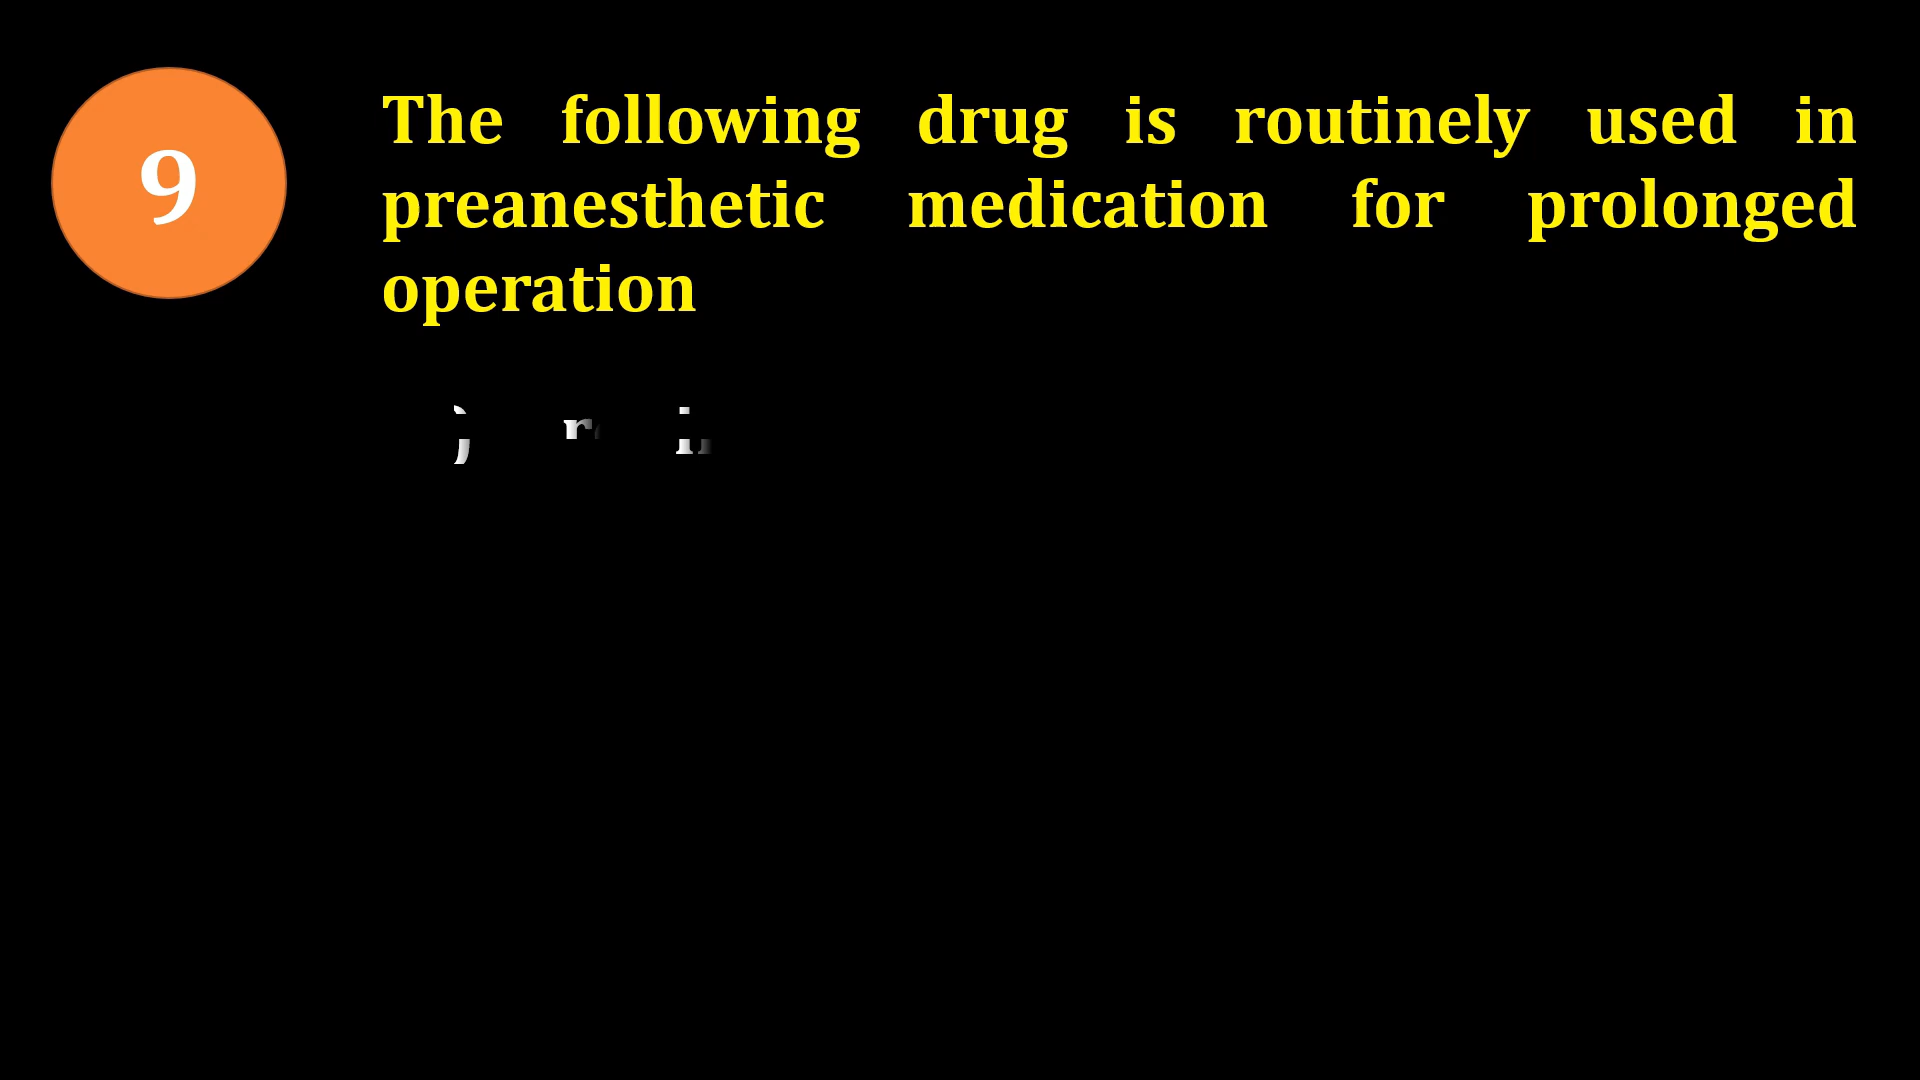 9
The following drug is routinely used in
preanesthetic medication for prolonged
operation